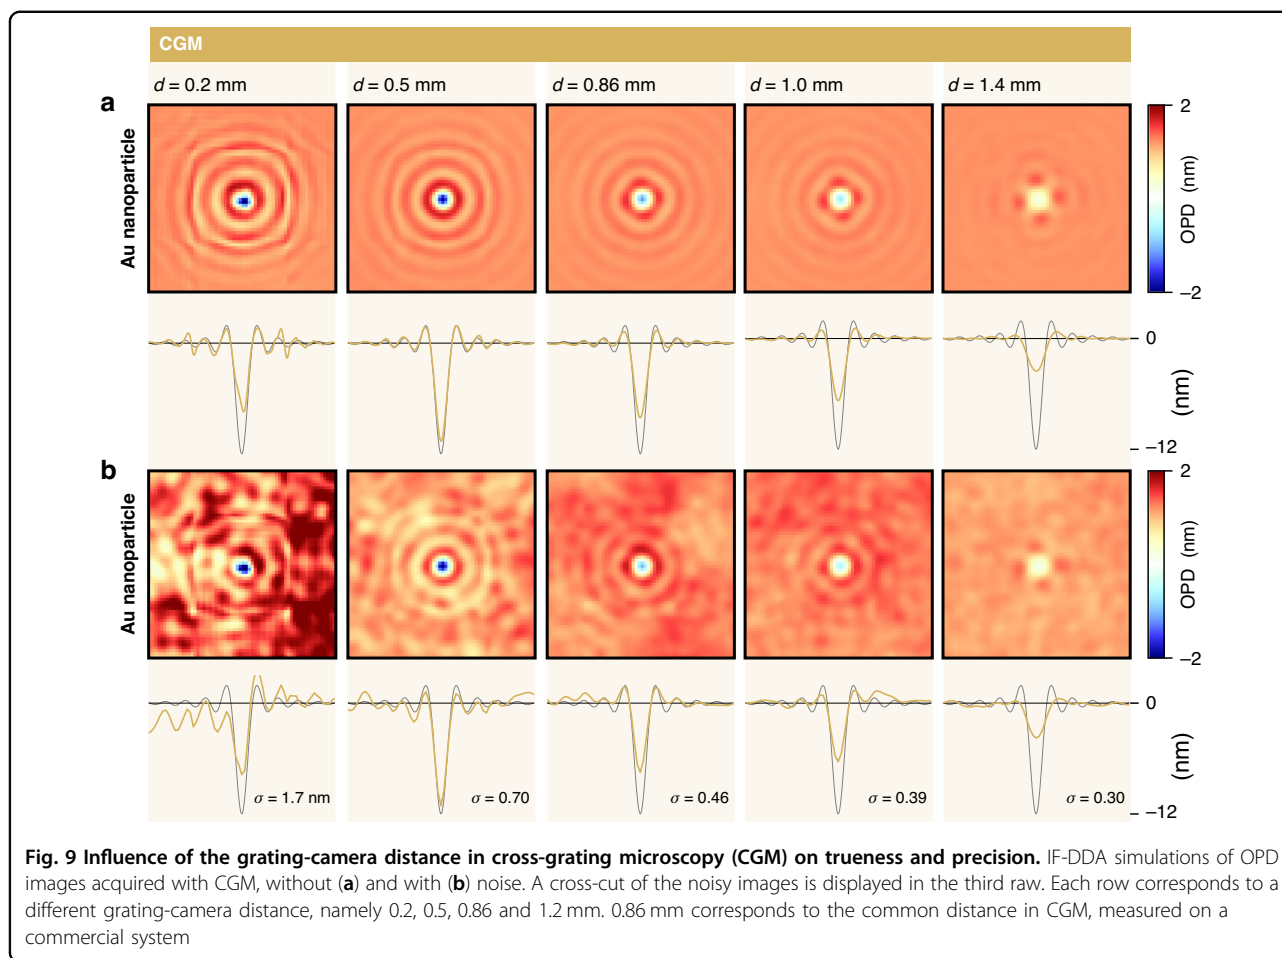 CGM
d = 0.2 mm
d = 0.5 mm
d = 0.86 mm
d = 1.0 mm
d = 1.4 mm
a
Au nanoparticle
2
OPD (nm)
−2
0
(nm)
−12
b
Au nanoparticle
2
OPD (nm)
−2
0
(nm)
σ = 1.7 nm
σ = 0.70
σ = 0.46
σ = 0.39
σ = 0.30
−12
Fig. 9 Influence of the grating-camera distance in cross-grating microscopy (CGM) on trueness and precision. IF-DDA simulations of OPD
images acquired with CGM, without (a) and with (b) noise. A cross-cut of the noisy images is displayed in the third raw. Each row corresponds to a
different grating-camera distance, namely 0.2, 0.5, 0.86 and 1.2 mm. 0.86 mm corresponds to the common distance in CGM, measured on a
commercial system